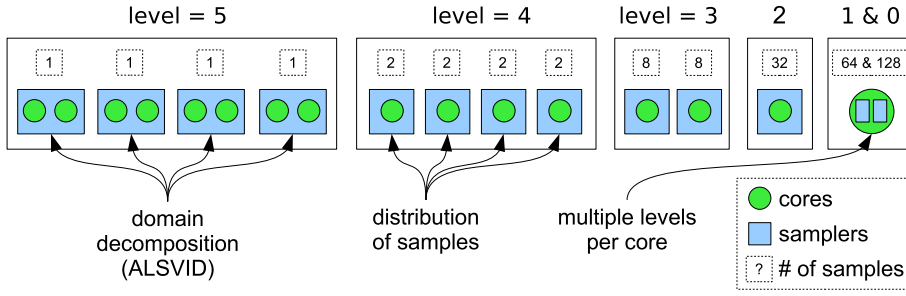 level = 5 level = 4 level = 3 2 1 & 0
1 1 1 1 2 2 2 2 8 8 32 64 & 128
domain
decomposition
(ALSVID)
distribution
of samples
multiple levels
per core
cores
samplers
? # of samples